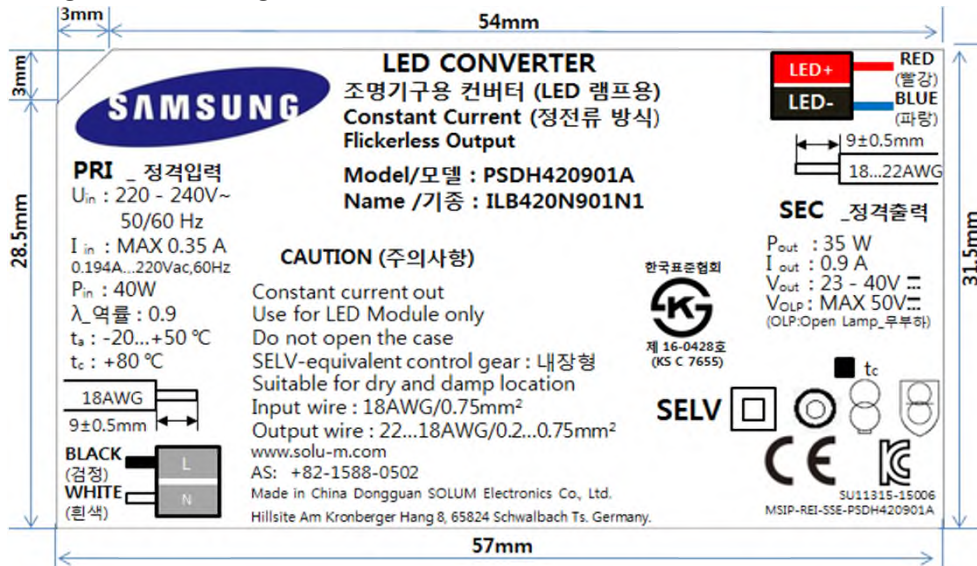 3mm
54mm
3mm
28.5mm
31.5mm
57mm
SAMSUNG
LED CONVERTER
조명기구용 컨버터 (LED 램프용)
Constant Current (정전류 방식)
Flickerless Output
Model/모델 : PSDH420901A
Name /기종 : ILB420N901N1
LED+
LED-
RED
(빨강)
BLUE
(파랑)
9±0.5mm
18...22AWG
PRI _ 정격입력
Uin : 220 - 240V~
50/60 Hz
I in : MAX 0.35 A
0.194A...220Vac,60Hz
Pin : 40W
λ_역률 : 0.9
ta : -20...+50 ℃
tc : +80 ℃
18AWG
9±0.5mm
BLACK
(검정)
WHITE
(흰색)
L
N
CAUTION (주의사항)
Constant current out
Use for LED Module only
Do not open the case
SELV-equivalent control gear : 내장형
Suitable for dry and damp location
Input wire : 18AWG/0.75mm²
Output wire : 22...18AWG/0.2...0.75mm²
www.solu-m.com
AS: +82-1588-0502
Made in China Dongguan SOLUM Electronics Co., Ltd.
Hillsite Am Kronberger Hang 8, 65824 Schwalbach Ts. Germany.
한국표준협회
제 16-0428호
(KS C 7655)
SEC _정격출력
Pout : 35 W
I out : 0.9 A
Vout : 23 - 40V ⎓
VOLP : MAX 50V⎓
(OLP:Open Lamp_무부하)
tc
SELV
CE
SU11315-15006
MSIP-REI-SSE-PSDH420901A